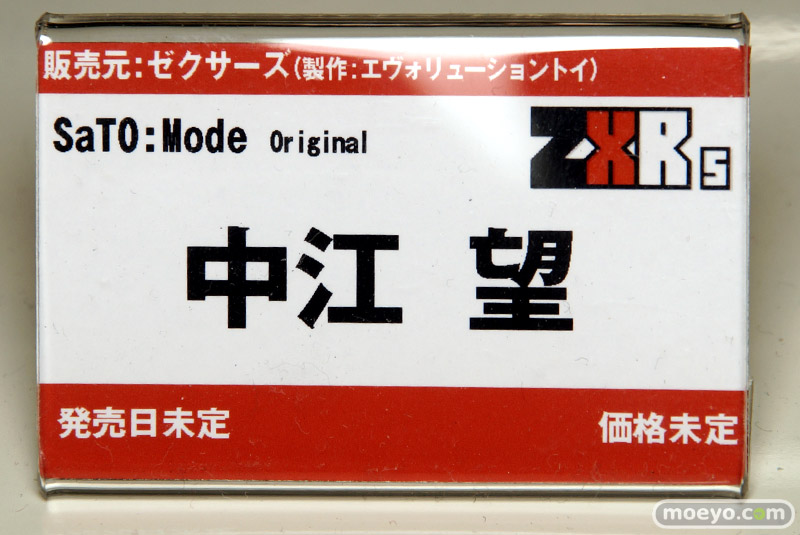 販売元:ゼクサーズ(製作:エヴォリューショントイ)
SaTO:Mode Original
ZXRs
中江 望
発売日未定
価格未定
moeyo.com